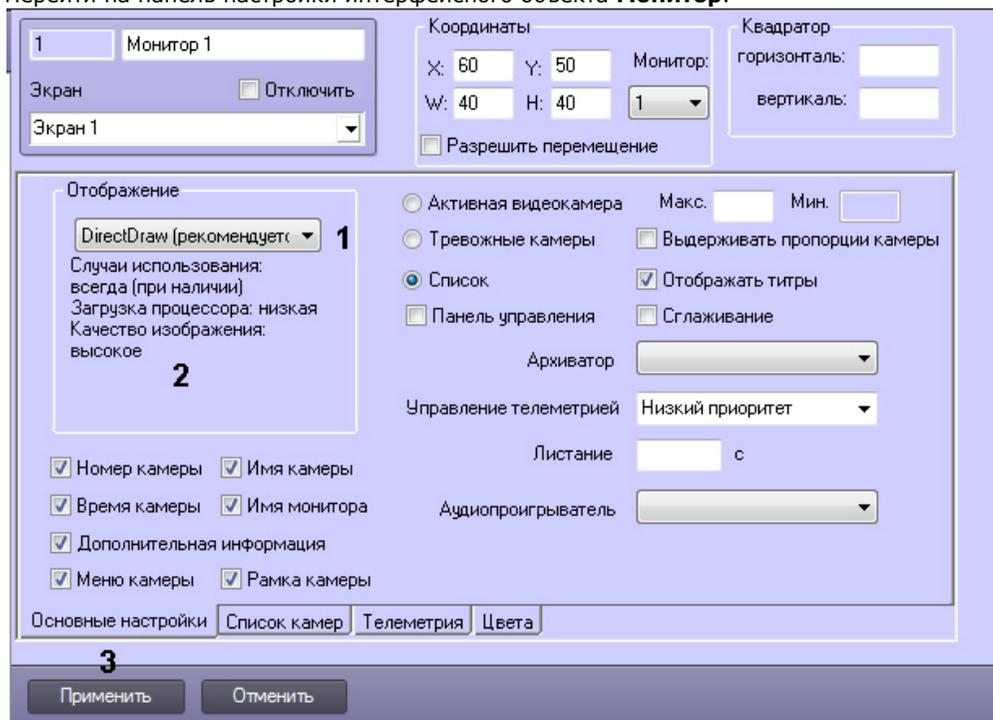 Перейти на панель настройки интерфейсного объекта Монитор.
1 Монитор 1
Экран Отключить
Экран 1
Координаты
X: 60 Y: 50 Монитор:
W: 40 H: 40 1
Разрешить перемещение
Квадратор
горизонталь:
вертикаль:
Отображение
DirectDraw (рекомендуетс 1
Случаи использования:
всегда (при наличии)
Загрузка процессора: низкая
Качество изображения:
высокое
2
Номер камеры Имя камеры
Время камеры Имя монитора
Дополнительная информация
Меню камеры Рамка камеры
Активная видеокамера Макс. Мин.
Тревожные камеры Выдерживать пропорции камеры
Список Отображать титры
Панель управления Сглаживание
Архиватор
Управление телеметрией Низкий приоритет
Листание с
Аудиопроигрыватель
Основные настройки Список камер Телеметрия Цвета
3
Применить Отменить